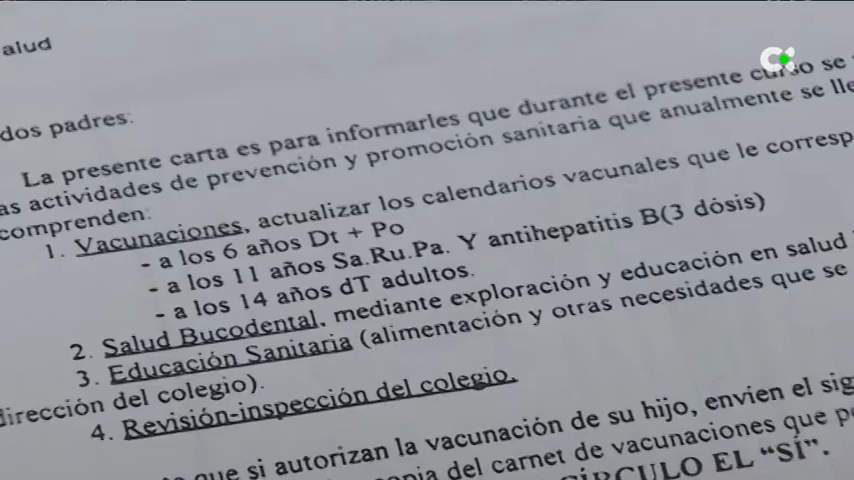 alud
dos padres:
La presente carta es para informarles que durante el presente curso se
as actividades de prevención y promoción sanitaria que anualmente se lle
comprenden:
1. Vacunaciones, actualizar los calendarios vacunales que le corresp
- a los 6 años Dt + Po
- a los 11 años Sa.Ru.Pa. Y antihepatitis B(3 dósis)
- a los 14 años dT adultos.
2. Salud Bucodental, mediante exploración y educación en salud
3. Educación Sanitaria (alimentación y otras necesidades que se
dirección del colegio).
4. Revisión-inspección del colegio.
que si autorizan la vacunación de su hijo, envíen el sig
del carnet de vacunaciones que p
CÍRCULO EL “SÍ”.